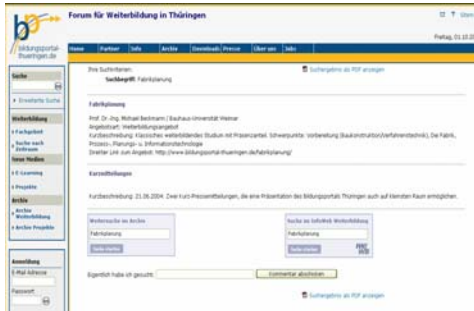 Forum für Weiterbildung in Thüringen
Freitag, 01.10.20
bildungsportal-
thueringen.de
Home Partner Info Archiv Downloads Presse Über uns Jobs
Suche
Erweiterte Suche
Weiterbildung
Fachgebiet
Suche nach
Zeitraum
Neue Medien
E-Learning
Projekte
Archiv
Archiv
Weiterbildung
Archiv Projekte
Anmeldung
E-Mail Adresse
Passwort
Ihre Suchkriterien:
Suchbegriff: Fabrikplanung
Suchergebnis als PDF anzeigen
Fabrikplanung
Prof. Dr.-Ing. Michael Beckmann / Bauhaus-Universität Weimar
Angebotsart: Weiterbildungsangebot
Kurzbeschreibung: Klassisches weiterbildendes Studium mit Präsenzanteil. Schwerpunkte: Vorbereitung (Baukonstruktion/Verfahrenstechnik), Die Fabrik,
Prozess-, Planungs- u. Informationstechnologie
Direkter Link zum Angebot: http://www.bildungsportal-thueringen.de/fabrikplanung/
Kurzmitteilungen
Kurzbeschreibung: 21.06.2004. Zwei Kurz-Pressemitteilungen, die eine Präsentation des Bildungsportals Thüringen auch auf kleinsten Raum ermöglichen.
Weitersuche im Archiv
Fabrikplanung
Suche starten
Suche im InfoWeb Weiterbildung
Fabrikplanung
Suche starten
Eigentlich habe ich gesucht:
Kommentar abschicken
Suchergebnis als PDF anzeigen